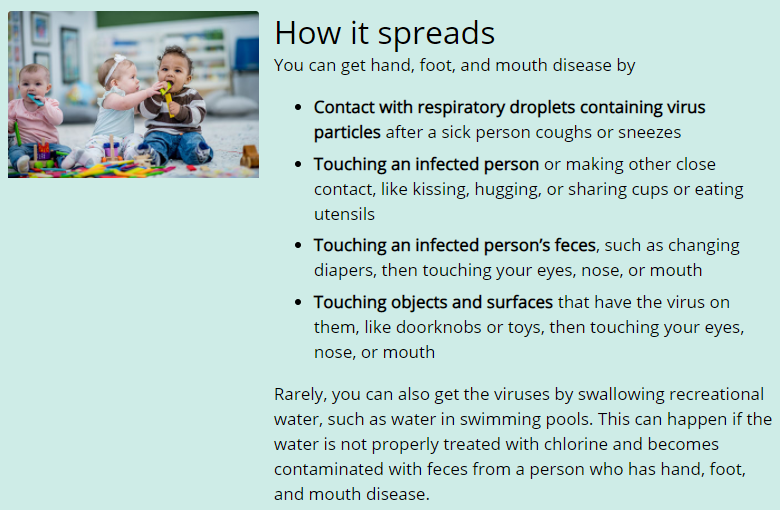 How it spreads
You can get hand, foot, and mouth disease by
• Contact with respiratory droplets containing virus
particles after a sick person coughs or sneezes
• Touching an infected person or making other close
contact, like kissing, hugging, or sharing cups or eating
utensils
• Touching an infected person’s feces, such as changing
diapers, then touching your eyes, nose, or mouth
• Touching objects and surfaces that have the virus on
them, like doorknobs or toys, then touching your eyes,
nose, or mouth
Rarely, you can also get the viruses by swallowing recreational
water, such as water in swimming pools. This can happen if the
water is not properly treated with chlorine and becomes
contaminated with feces from a person who has hand, foot,
and mouth disease.